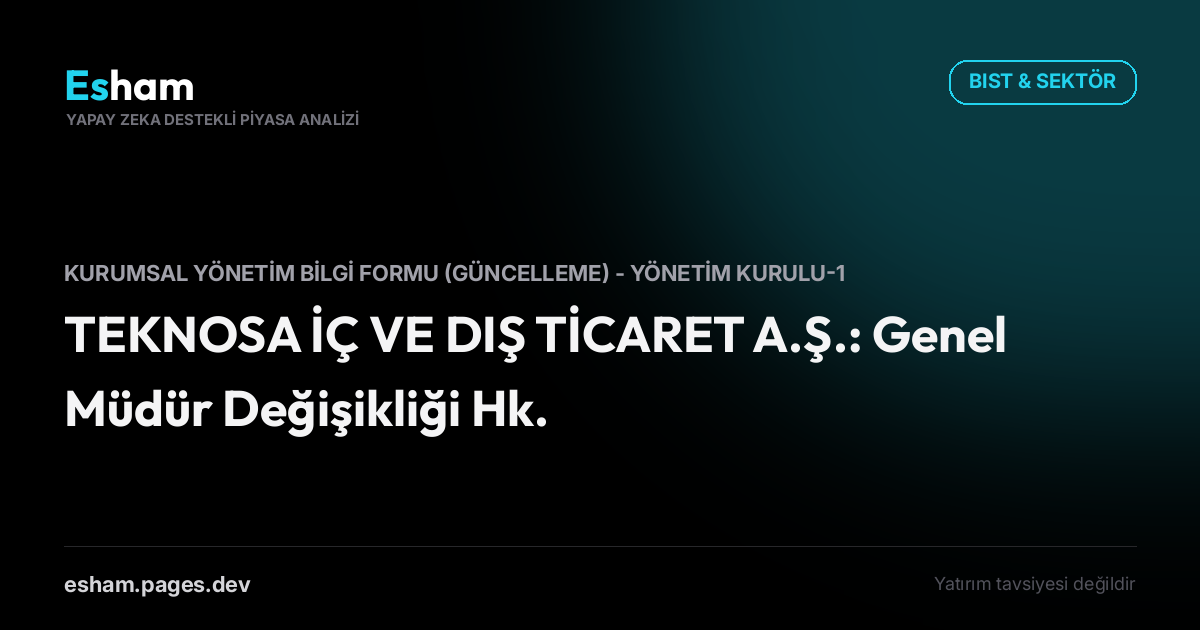 Esham
YAPAY ZEKA DESTEKLİ PİYASA ANALİZİ
BIST & SEKTÖR
KURUMSAL YÖNETİM BİLGİ FORMU (GÜNCELLEME) - YÖNETİM KURULU-1
TEKNOSA İÇ VE DIŞ TİCARET A.Ş.: Genel
Müdür Değişikliği Hk.
esham.pages.dev
Yatırım tavsiyesi değildir